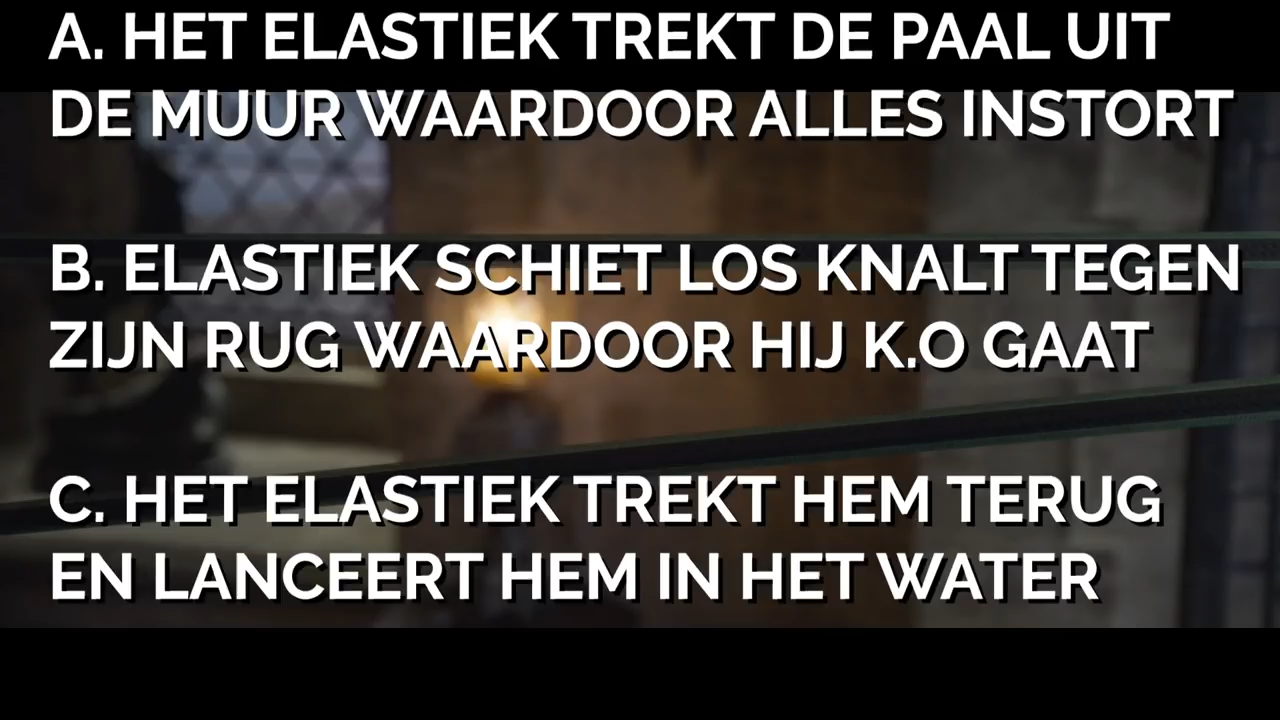 A. HET ELASTIEK TREKT DE PAAL UIT
DE MUUR WAARDOOR ALLES INSTORT
B. ELASTIEK SCHIET LOS KNALT TEGEN
ZIJN RUG WAARDOOR HIJ K.O GAAT
C. HET ELASTIEK TREKT HEM TERUG
EN LANCEERT HEM IN HET WATER